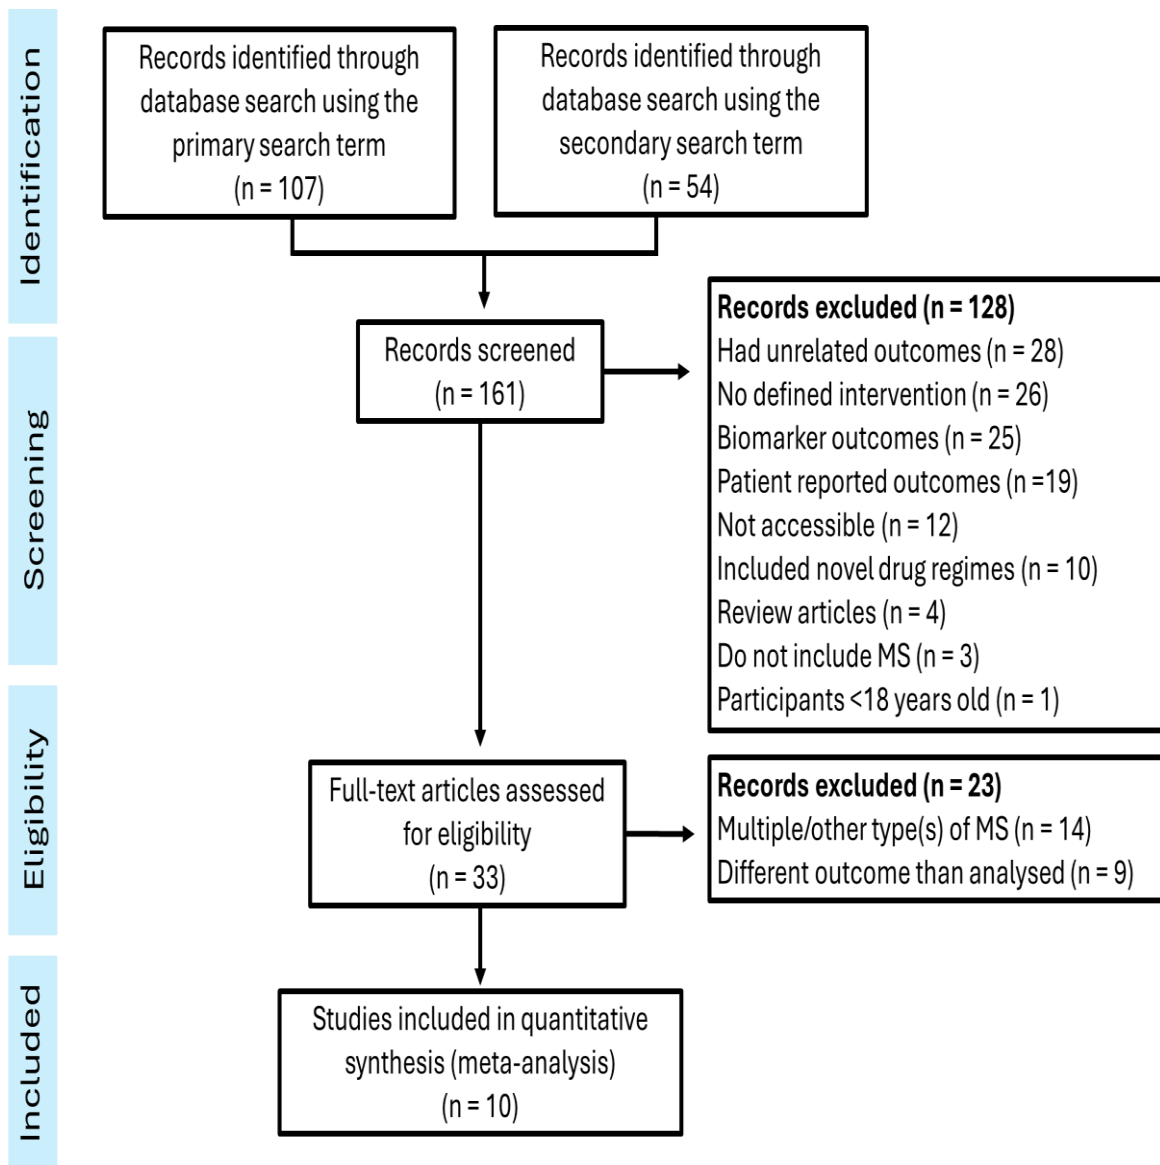 Identification
Records identified through
database search using the
primary search term
(n = 107)
Records identified through
database search using the
secondary search term
(n = 54)
Screening
Records screened
(n = 161)
Records excluded (n = 128)
Had unrelated outcomes (n = 28)
No defined intervention (n = 26)
Biomarker outcomes (n = 25)
Patient reported outcomes (n =19)
Not accessible (n = 12)
Included novel drug regimes (n = 10)
Review articles (n = 4)
Do not include MS (n = 3)
Participants <18 years old (n = 1)
Eligibility
Full-text articles assessed
for eligibility
(n = 33)
Records excluded (n = 23)
Multiple/other type(s) of MS (n = 14)
Different outcome than analysed (n = 9)
Included
Studies included in quantitative
synthesis (meta-analysis)
(n = 10)